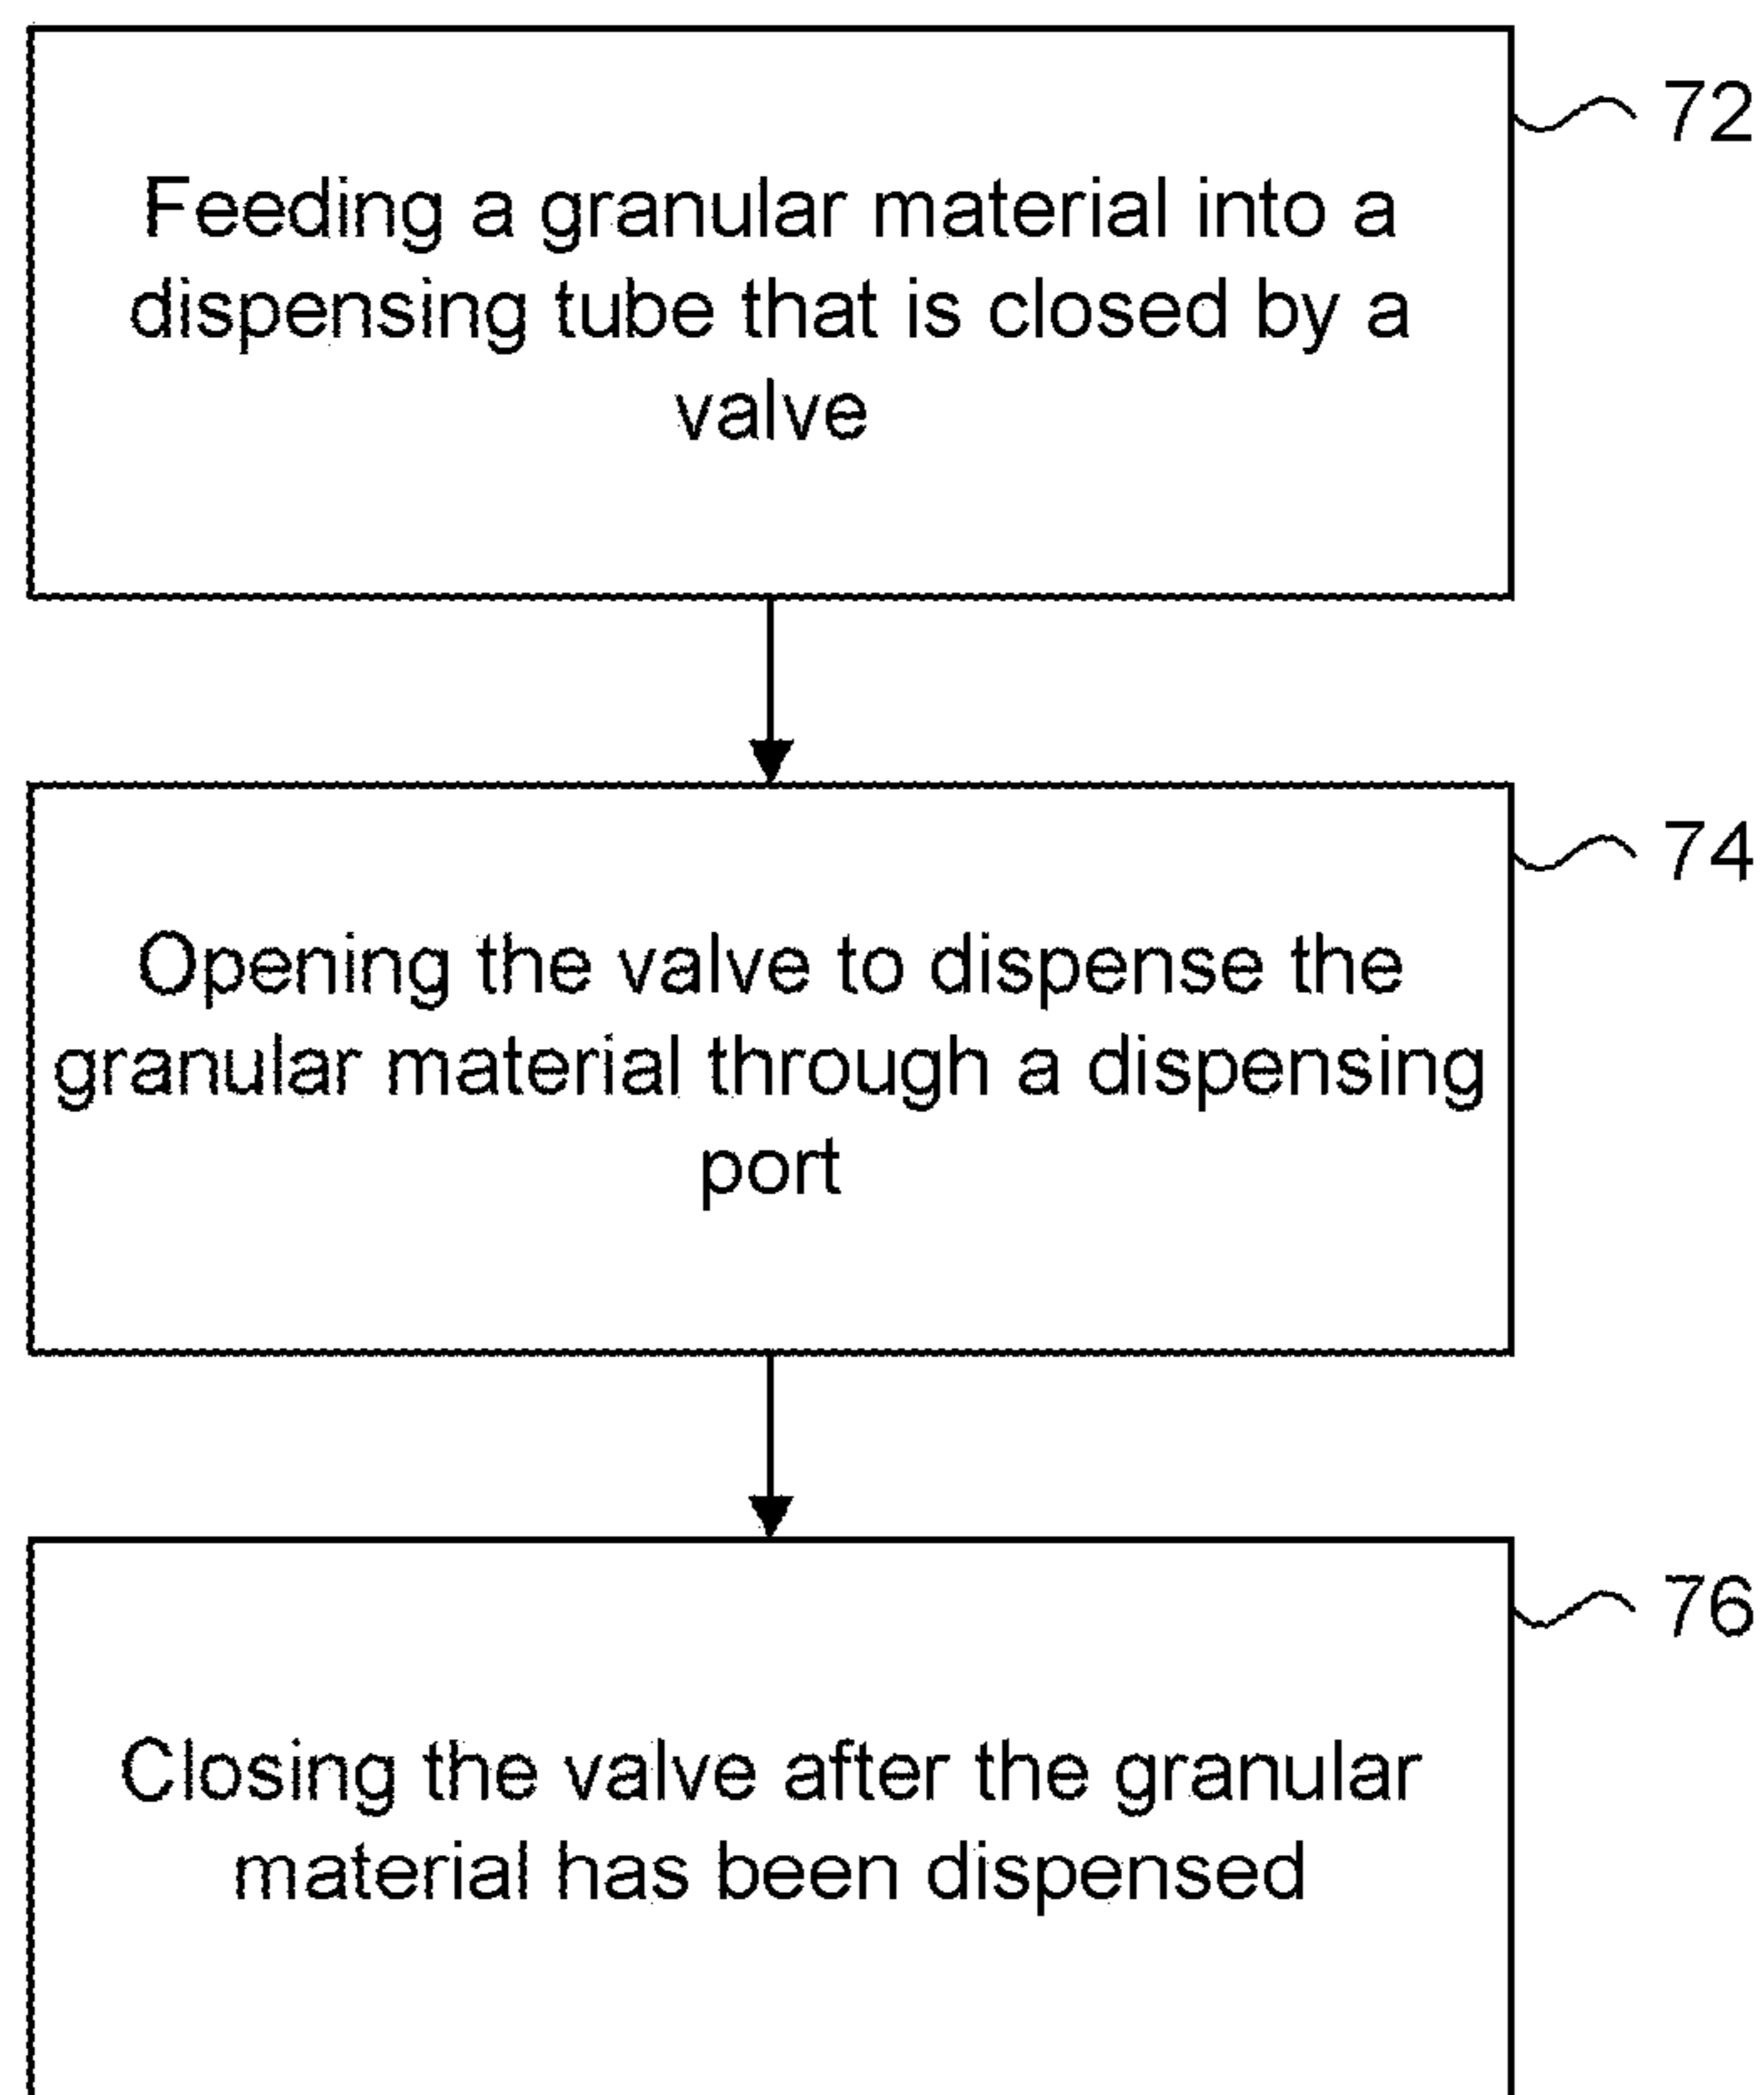 72
Feeding a granular material into a
dispensing tube that is closed by a
valve
74
Opening the valve to dispense the
granular material through a dispensing
port
76
Closing the valve after the granular
material has been dispensed